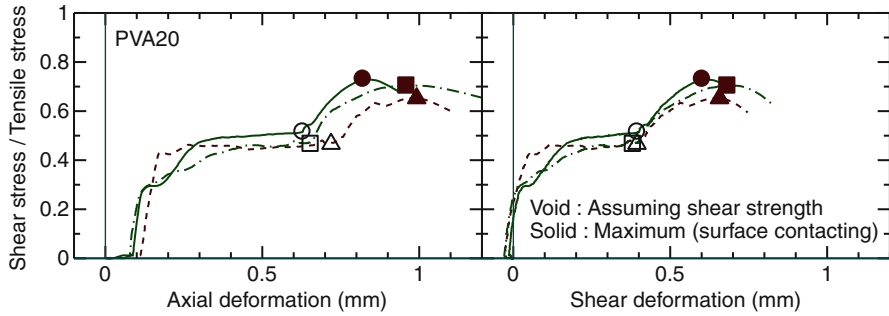 Shear stress / Tensile stress
1
0.8
0.6
0.4
0.2
0
PVA20
0 0.5 1
Axial deformation (mm)
Void : Assuming shear strength
Solid : Maximum (surface contacting)
0 0.5 1
Shear deformation (mm)